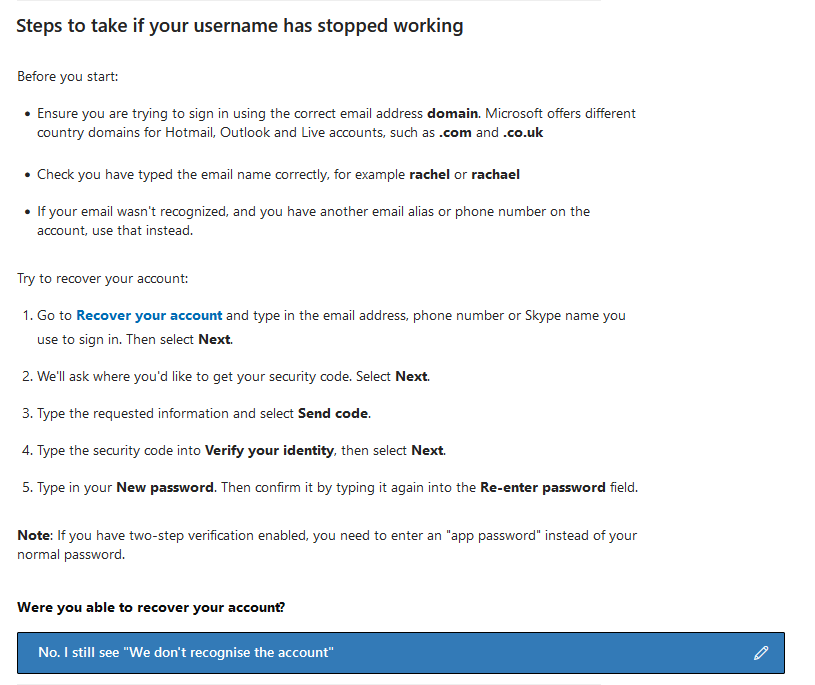 Steps to take if your username has stopped working
Before you start:
• Ensure you are trying to sign in using the correct email address domain. Microsoft offers different
country domains for Hotmail, Outlook and Live accounts, such as .com and .co.uk
• Check you have typed the email name correctly, for example rachel or rachael
• If your email wasn't recognized, and you have another email alias or phone number on the
account, use that instead.
Try to recover your account:
1. Go to Recover your account and type in the email address, phone number or Skype name you
use to sign in. Then select Next.
2. We'll ask where you'd like to get your security code. Select Next.
3. Type the requested information and select Send code.
4. Type the security code into Verify your identity, then select Next.
5. Type in your New password. Then confirm it by typing it again into the Re-enter password field.
Note: If you have two-step verification enabled, you need to enter an "app password" instead of your
normal password.
Were you able to recover your account?
No. I still see "We don't recognise the account"